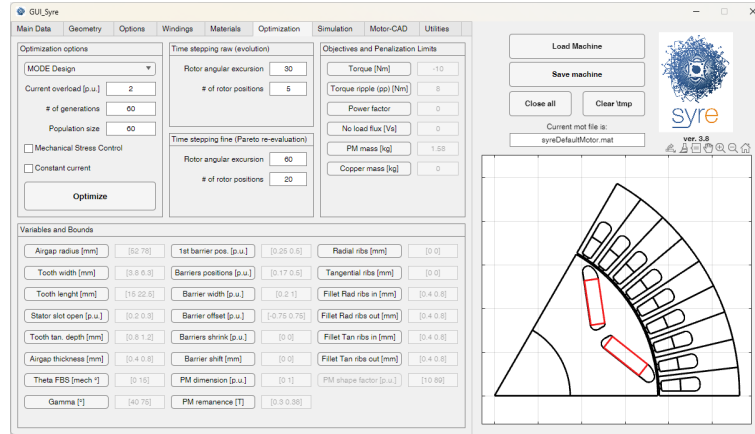 GUI_Syre
Main Data Geometry Options Windings Materials Optimization Simulation Motor-CAD Utilities
Optimization options
MODE Design
Current overload [p.u.] 2
# of generations 60
Population size 60
Mechanical Stress Control
Constant current
Optimize
Time stepping raw (evolution)
Rotor angular excursion 30
# of rotor positions 5
Time stepping fine (Pareto re-evaluation)
Rotor angular excursion 60
# of rotor positions 20
Objectives and Penalization Limits
Torque [Nm] -10
Torque ripple (pp) [Nm] 8
Power factor 0
No load flux [Vs] 0
PM mass [kg] 1.58
Copper mass [kg] 0
Variables and Bounds
Airgap radius [mm] [52 78] 1st barrier pos. [p.u.] [0.25 0.5] Radial ribs [mm] [0 0]
Tooth width [mm] [3.8 6.3] Barriers positions [p.u.] [0.17 0.5] Tangential ribs [mm] [0 0]
Tooth lenght [mm] [15 22.5] Barrier width [p.u.] [0.2 1] Fillet Rad ribs in [mm] [0.4 0.8]
Stator slot open [p.u.] [0.2 0.3] Barrier offset [p.u.] [-0.75 0.75] Fillet Rad ribs out [mm] [0.4 0.8]
Tooth tan. depth [mm] [0.8 1.2] Barriers shrink [p.u.] [0 0] Fillet Tan ribs in [mm] [0.4 0.8]
Airgap thickness [mm] [0.4 0.8] Barrier shift [mm] [0 0] Fillet Tan ribs out [mm] [0.4 0.8]
Theta FBS [mech °] [0 15] PM dimension [p.u.] [0 1] PM shape factor [p.u.] [10 89]
Gamma [°] [40 75] PM remanence [T] [0.3 0.38]
Load Machine
Save machine
Close all Clear \tmp
Current mot file is:
syreDefaultMotor.mat
syre
ver. 3.8